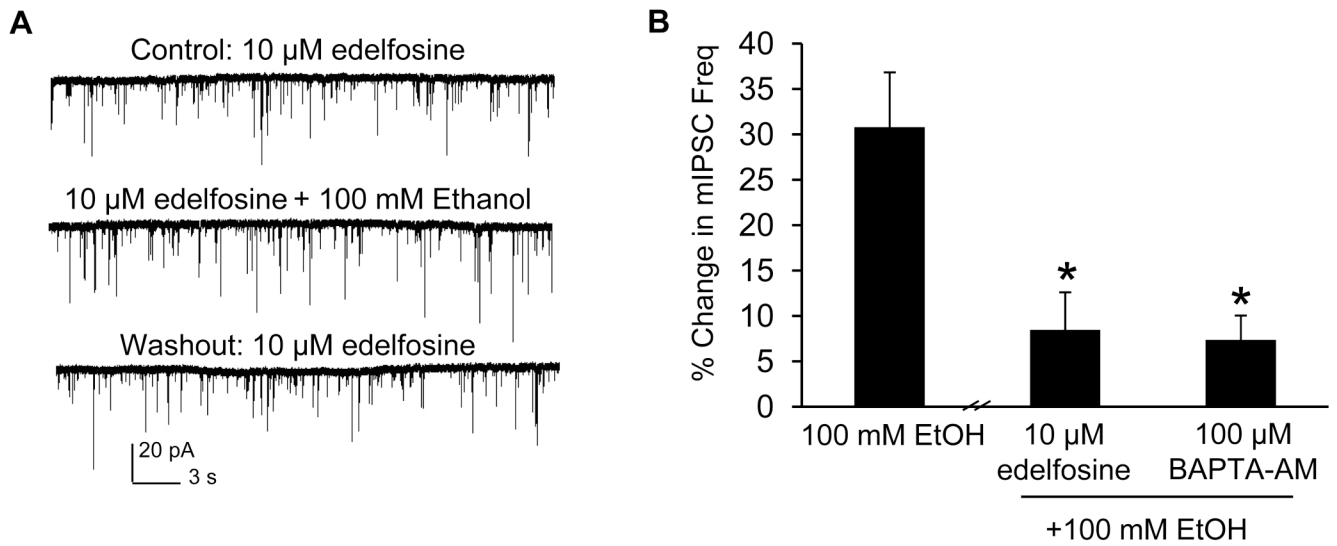 A
Control: 10 µM edelfosine
10 µM edelfosine + 100 mM Ethanol
Washout: 10 µM edelfosine
20 pA
3 s
B
% Change in mIPSC Freq
40
35
30
25
20
15
10
5
0
*
*
100 mM EtOH
10 µM
edelfosine
100 µM
BAPTA-AM
+100 mM EtOH